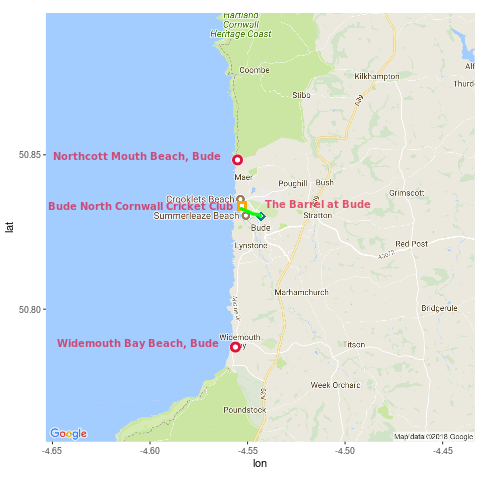 Hartland
Cornwall
Heritage Coast
Coombe
Kilkhampton
Stibb
A39
Northcott Mouth Beach, Bude
Maer
Poughill
Bush
Grimscott
Crooklets Beach
Bude North Cornwall Cricket Club
The Barrel at Bude
Summerleaze Beach
Stratton
Bude
Lynstone
Red Post
A3072
Marhamchurch
Bridgerule
Widemouth
Widemouth Bay Beach, Bude
Titson
Week Orchard
A39
Poundstock
Google
Map data ©2018 Google
50.85
50.80
lat
-4.65
-4.60
-4.55
-4.50
-4.45
lon